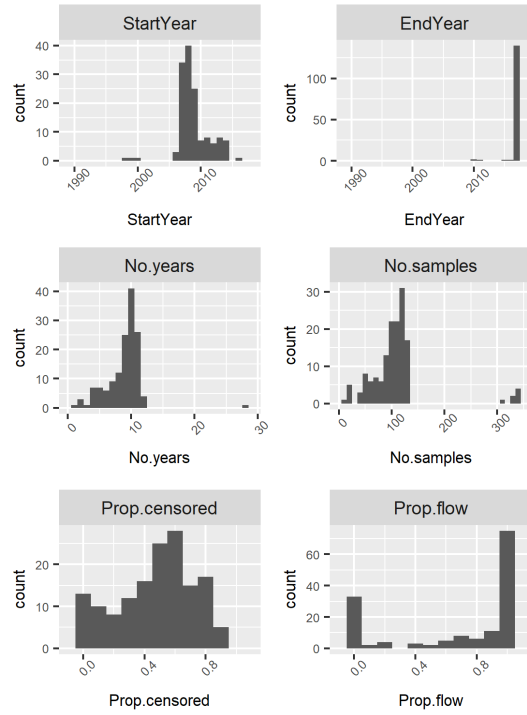 StartYear
EndYear
count
40
30
20
10
0
1990
2000
2010
StartYear
count
100
50
0
1990
2000
2010
EndYear
No.years
No.samples
count
40
30
20
10
0
0
10
20
30
No.years
count
30
20
10
0
0
100
200
300
No.samples
Prop.censored
Prop.flow
count
20
10
0
0.0
0.4
0.8
Prop.censored
count
60
40
20
0
0.0
0.4
0.8
Prop.flow